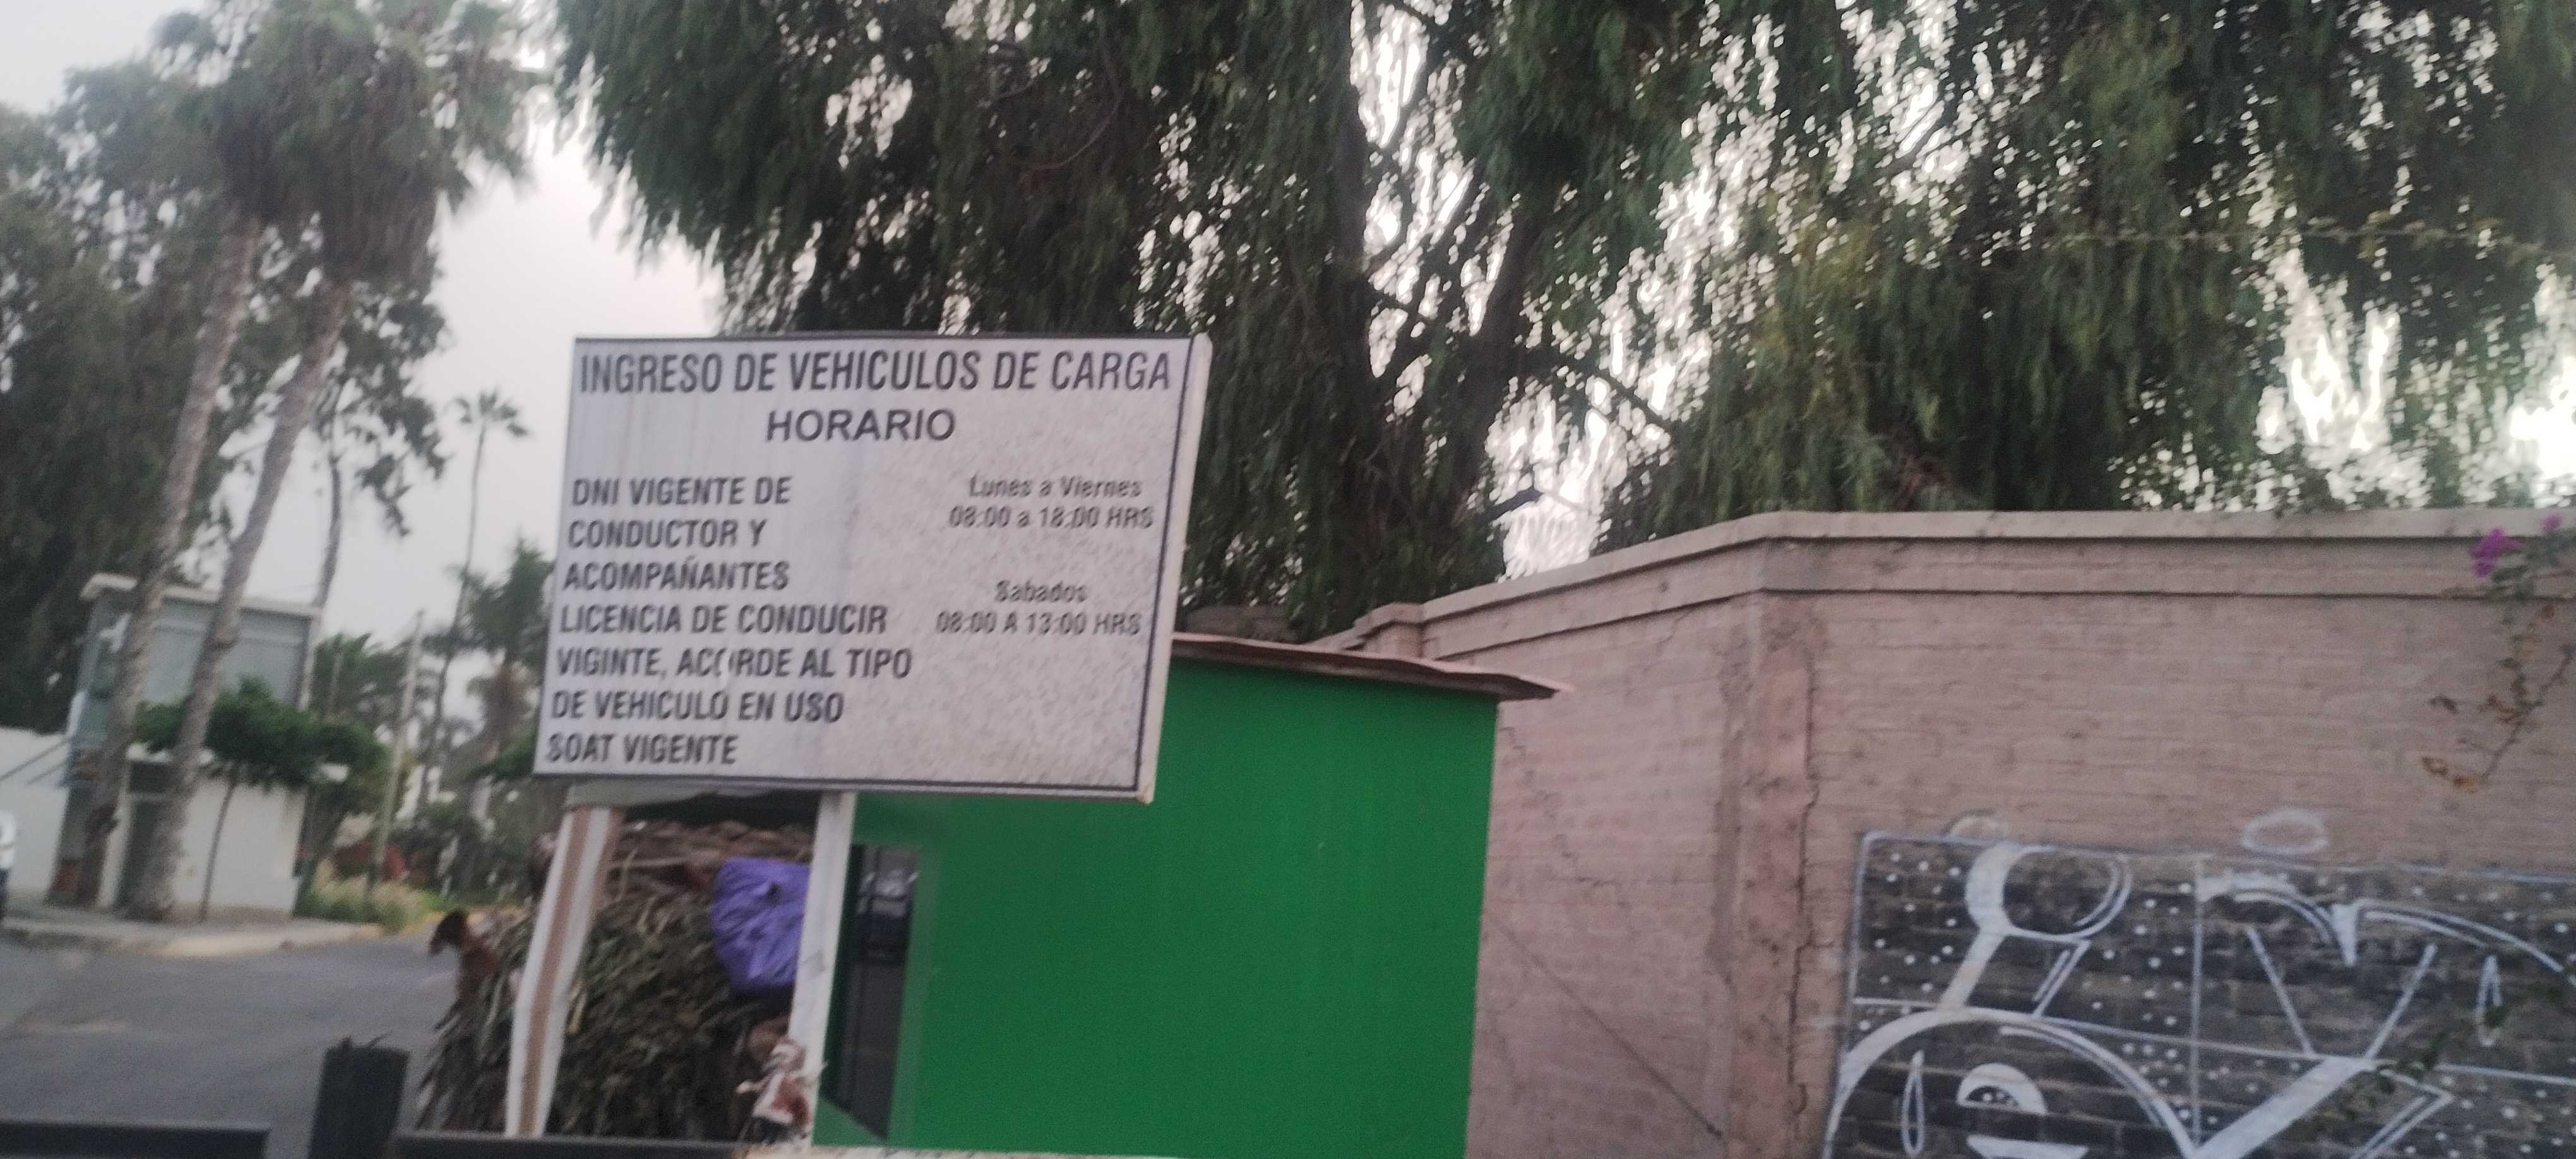 INGRESO DE VEHICULOS DE CARGA
HORARIO
DNI VIGENTE DE
CONDUCTOR Y
ACOMPAÑANTES
LICENCIA DE CONDUCIR
VIGINTE, ACORDE AL TIPO
DE VEHICULO EN USO
SOAT VIGENTE
Lunes a Viernes
08:00 a 18:00 HRS
Sabados
08:00 A 13:00 HRS